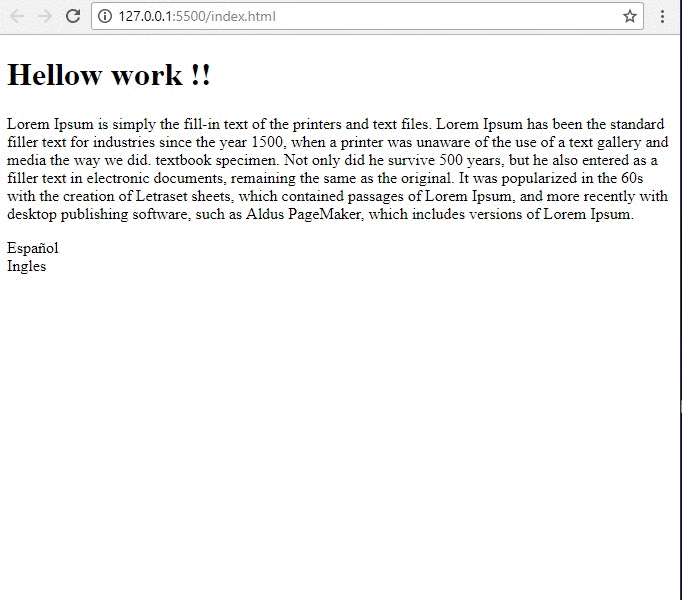 127.0.0.1:5500/index.html
Hellow work !!
Lorem Ipsum is simply the fill-in text of the printers and text files. Lorem Ipsum has been the standard
filler text for industries since the year 1500, when a printer was unaware of the use of a text gallery and
media the way we did. textbook specimen. Not only did he survive 500 years, but he also entered as a
filler text in electronic documents, remaining the same as the original. It was popularized in the 60s
with the creation of Letraset sheets, which contained passages of Lorem Ipsum, and more recently with
desktop publishing software, such as Aldus PageMaker, which includes versions of Lorem Ipsum.
Español
Ingles